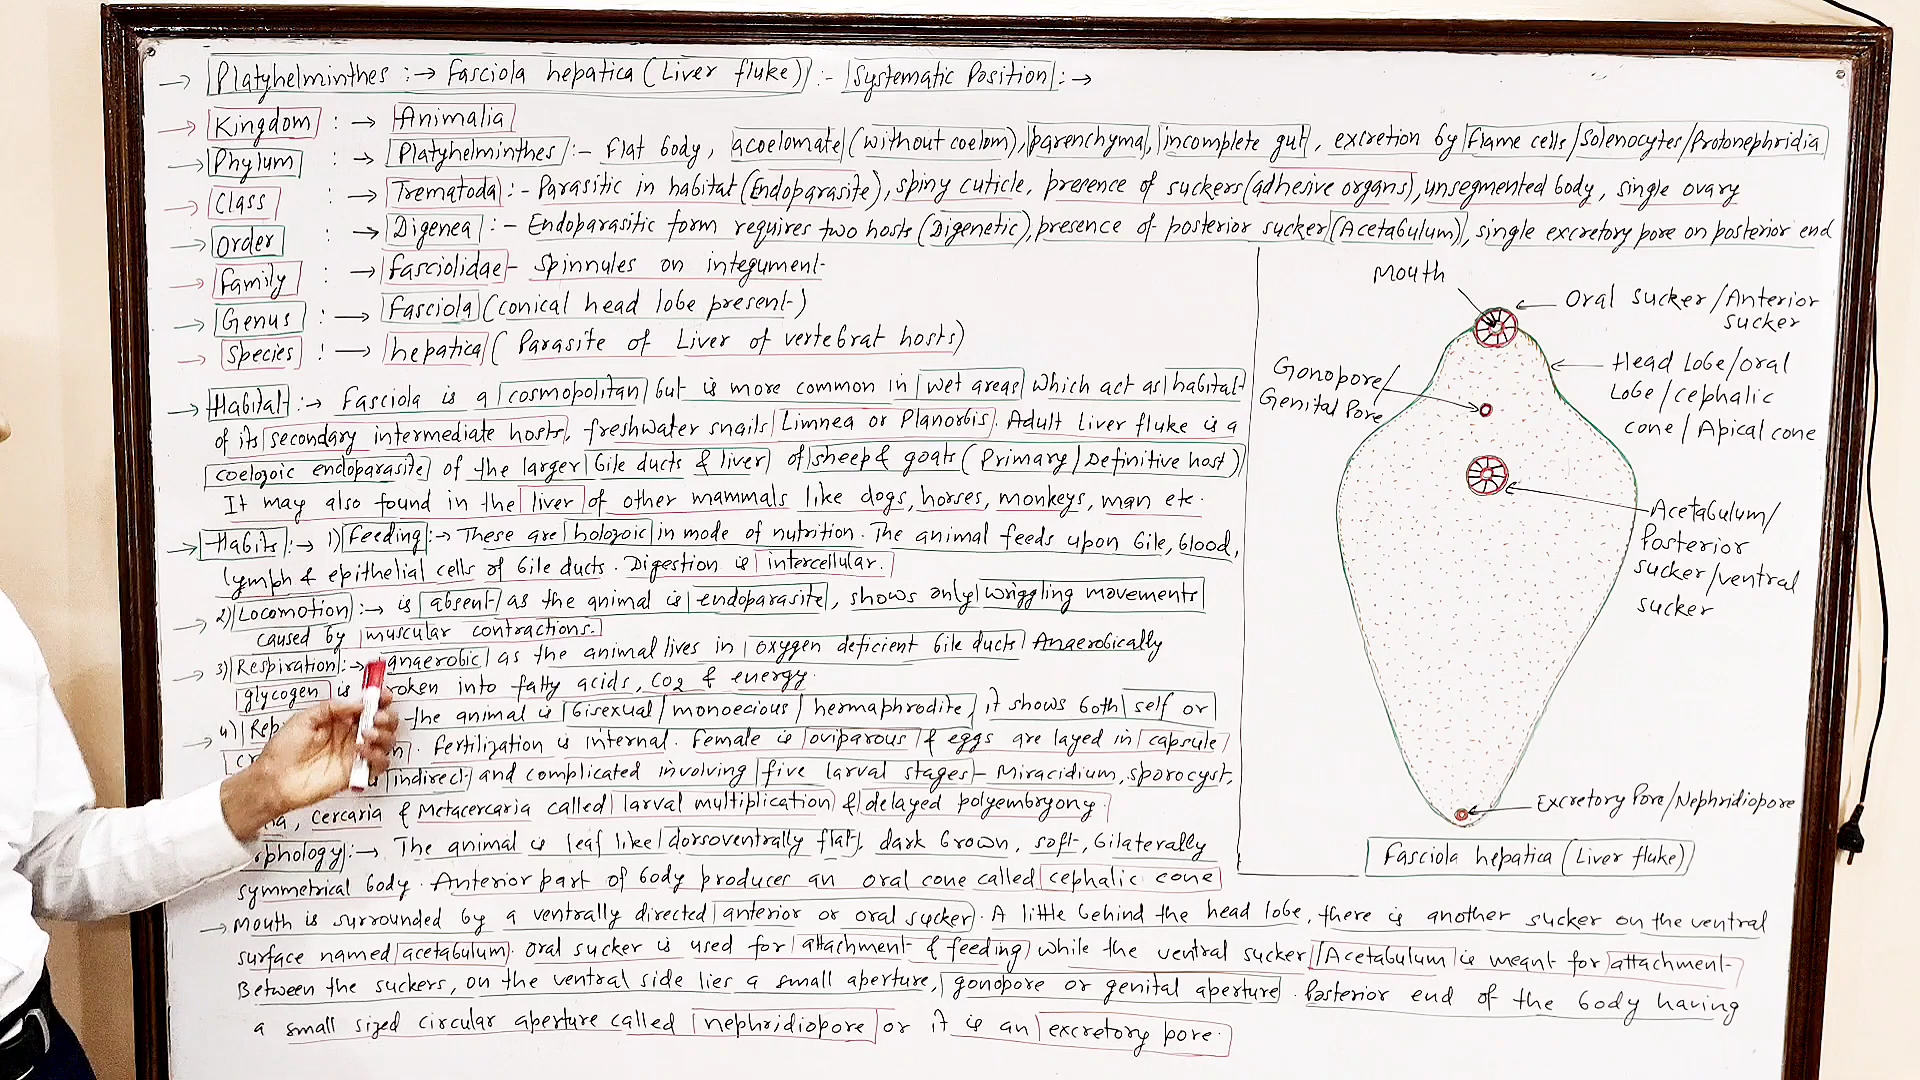 → Platyhelminthes :→ Fasciola hepatica (Liver fluke) :- Systematic Position :→
→ Kingdom : → Animalia
→ Phylum : → Platyhelminthes :- Flat body, acoelomate (without coelom), parenchyma, incomplete gut, excretion by Flame cells/Solenocytes/Protonephridia
→ Class : → Trematoda :- Parasitic in habitat (Endoparasite), spiny cuticle, presence of suckers (adhesive organs), unsegmented body, single ovary
→ Order : → Digenea :- Endoparasitic form requires two hosts (Digenetic), presence of posterior sucker (Acetabulum), single excretory pore on posterior end
→ Family : → Fasciolidae - Spinnules on integument
→ Genus : → Fasciola (conical head lobe present)
→ Species : → hepatica (Parasite of Liver of vertebrat hosts)
→ Habitat :→ Fasciola is a cosmopolitan but is more common in wet areas which act as habitat
of its secondary intermediate hosts, freshwater snails Limnea or Planorbis. Adult Liver fluke is a
coelozoic endoparasite of the larger bile ducts & liver of sheep & goats (Primary/Definitive host)
It may also found in the liver of other mammals like dogs, horses, monkeys, man etc.
→ Habits :→ 1) Feeding :→ These are holozoic in mode of nutrition. The animal feeds upon bile, blood,
lymph & epithelial cells of bile ducts. Digestion is intercellular.
→ 2) Locomotion :→ is absent as the animal is endoparasite, shows only wriggling movements
caused by muscular contractions.
→ 3) Respiration :→ anaerobic as the animal lives in oxygen deficient bile ducts Anaerobically
glycogen is roken into fatty acids, CO2 & energy.
→ 4) Rep the animal is bisexual/monoecious/hermaphrodite, it shows both self or
cr n. Fertilization is internal. Female is oviparous & eggs are layed in capsule
indirect and complicated involving five larval stages - Miracidium, sporocyst,
ia, cercaria & Metacercaria called larval multiplication & delayed polyembryony.
rphology :→ The animal is leaf like dorsoventrally flat, dark brown, soft, bilaterally
symmetrical body. Anterior part of body produces an oral cone called cephalic cone
→ Mouth is surrounded by a ventrally directed anterior or oral sucker. A little behind the head lobe, there is another sucker on the ventral
surface named acetabulum. Oral sucker is used for attachment & feeding while the ventral sucker/Acetabulum is meant for attachment.
Between the suckers, on the ventral side lies a small aperture, gonopore or genital aperture. Posterior end of the body having
a small sized circular aperture called nephridiopore or it is an excretory pore.
Mouth
Oral sucker/Anterior
sucker
Gonopore/
Genital Pore
Head Lobe/oral
Lobe/cephalic
cone/Apical cone
Acetabulum/
Posterior
sucker/ventral
sucker
Excretory Pore/Nephridiopore
Fasciola hepatica (Liver fluke)